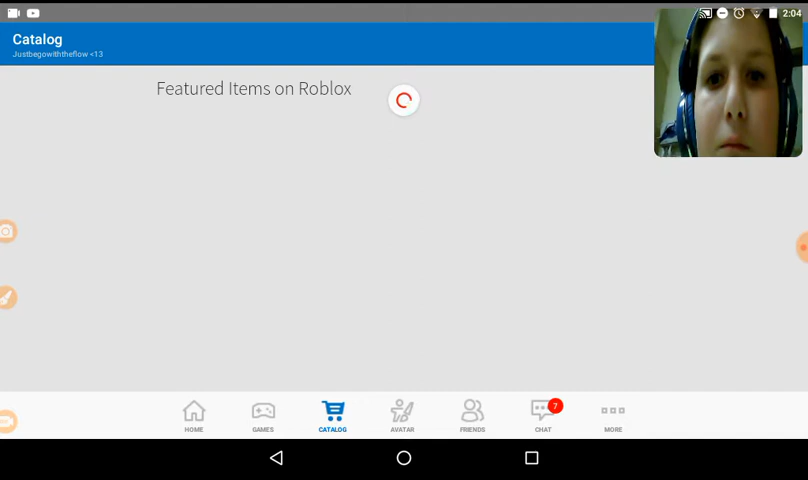 2:04
Catalog
Justbegowiththeflow <13
Featured Items on Roblox
7
HOME GAMES CATALOG AVATAR FRIENDS CHAT MORE